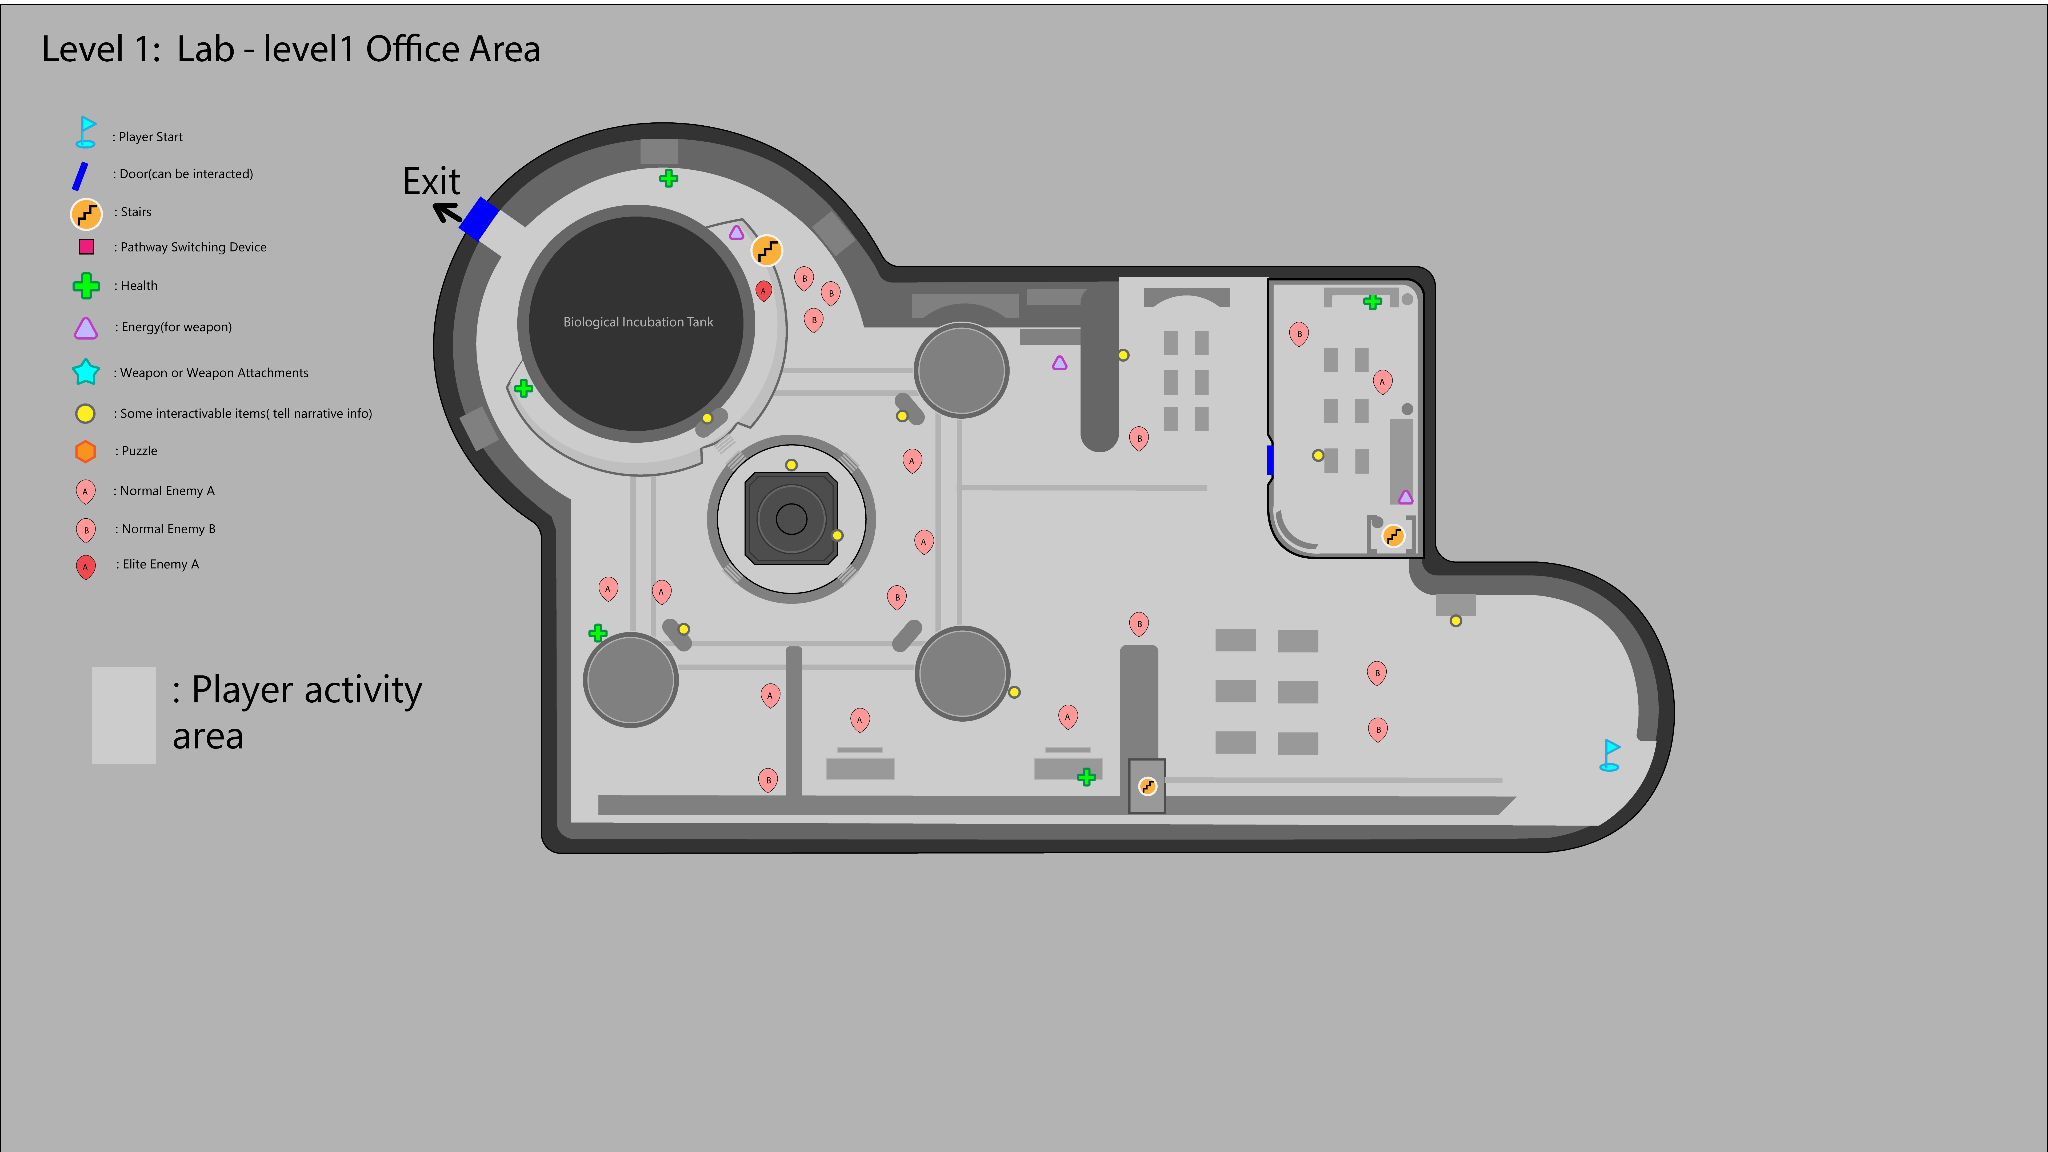 Level 1:  Lab - level1 Office Area
: Player Start
: Door(can be interacted)
: Stairs
: Pathway Switching Device
: Health
: Energy(for weapon)
: Weapon or Weapon Attachments
: Some interactivable items( tell narrative info)
: Puzzle
A : Normal Enemy A
B : Normal Enemy B
A : Elite Enemy A
: Player activity
area
Exit
Biological Incubation Tank
A
B
B
B
B
A
B
A
A
B
A
A
B
B
B
A
A
A
B
B